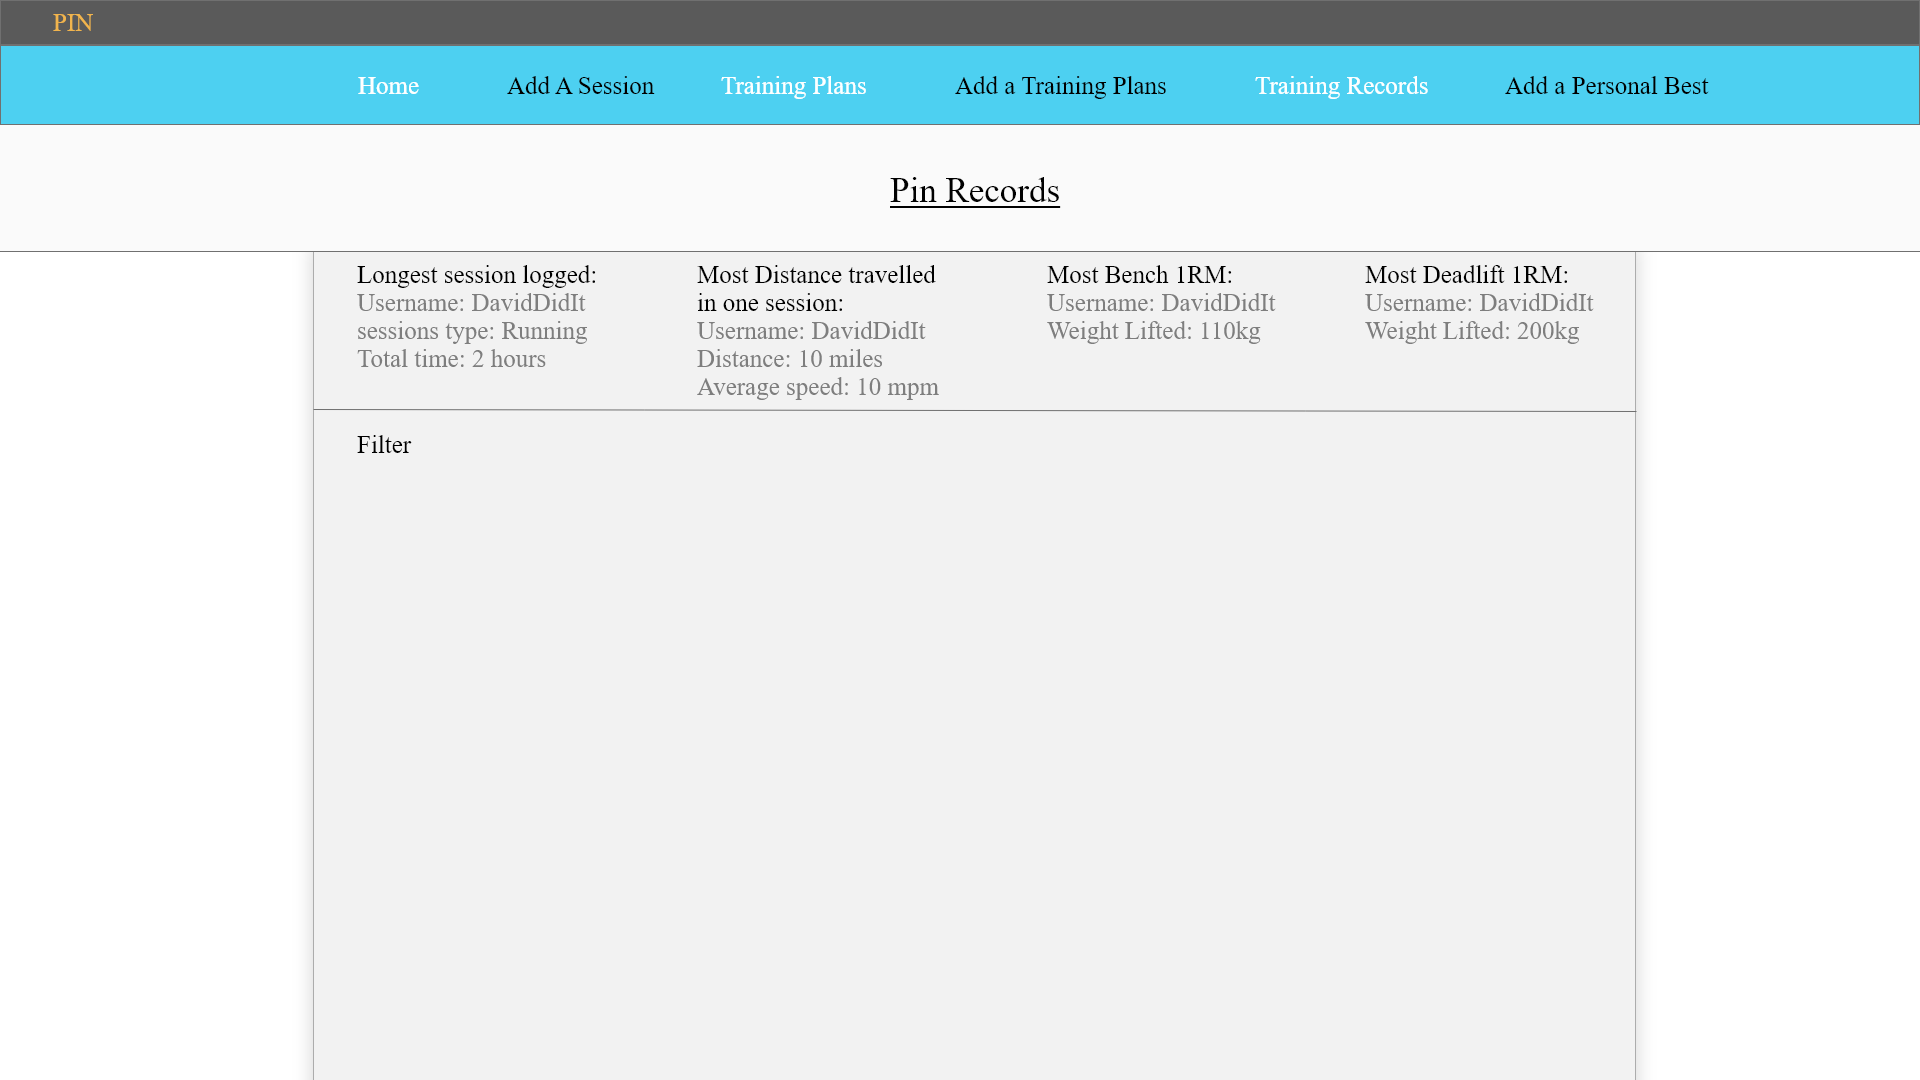 PIN
Home Add A Session Training Plans Add a Training Plans Training Records Add a Personal Best
Pin Records
Longest session logged:
Username: DavidDidIt
sessions type: Running
Total time: 2 hours
Most Distance travelled
in one session:
Username: DavidDidIt
Distance: 10 miles
Average speed: 10 mpm
Most Bench 1RM:
Username: DavidDidIt
Weight Lifted: 110kg
Most Deadlift 1RM:
Username: DavidDidIt
Weight Lifted: 200kg
Filter